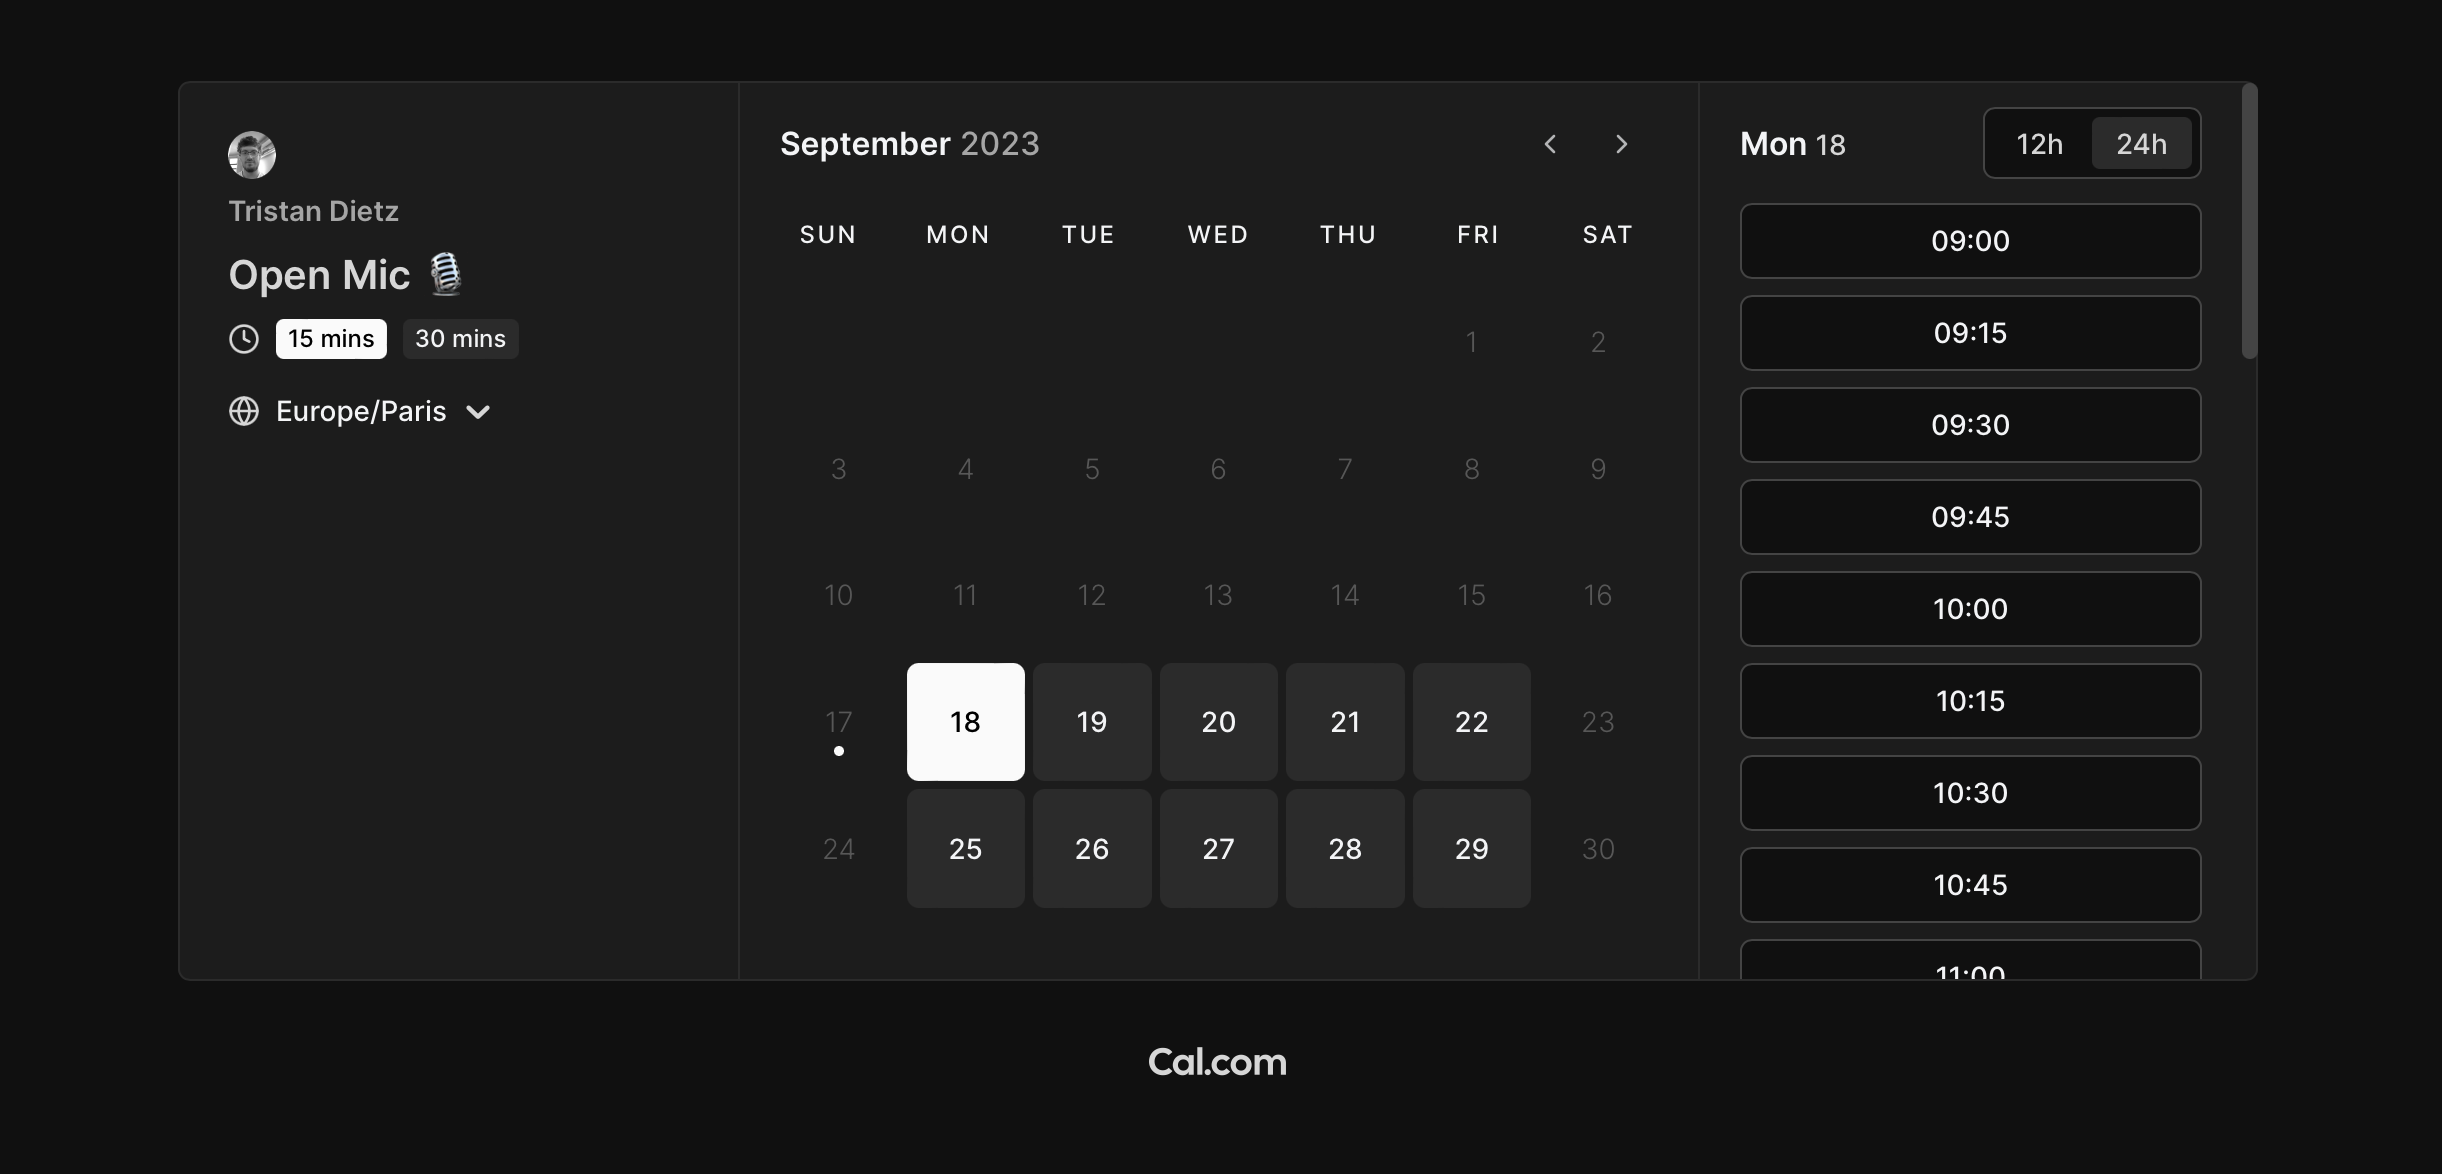 Tristan Dietz
Open Mic 🎙
15 mins 30 mins
Europe/Paris
September 2023
SUN MON TUE WED THU FRI SAT
1 2
3 4 5 6 7 8 9
10 11 12 13 14 15 16
17 18 19 20 21 22 23
24 25 26 27 28 29 30
Mon 18
12h 24h
09:00
09:15
09:30
09:45
10:00
10:15
10:30
10:45
11:00
Cal.com